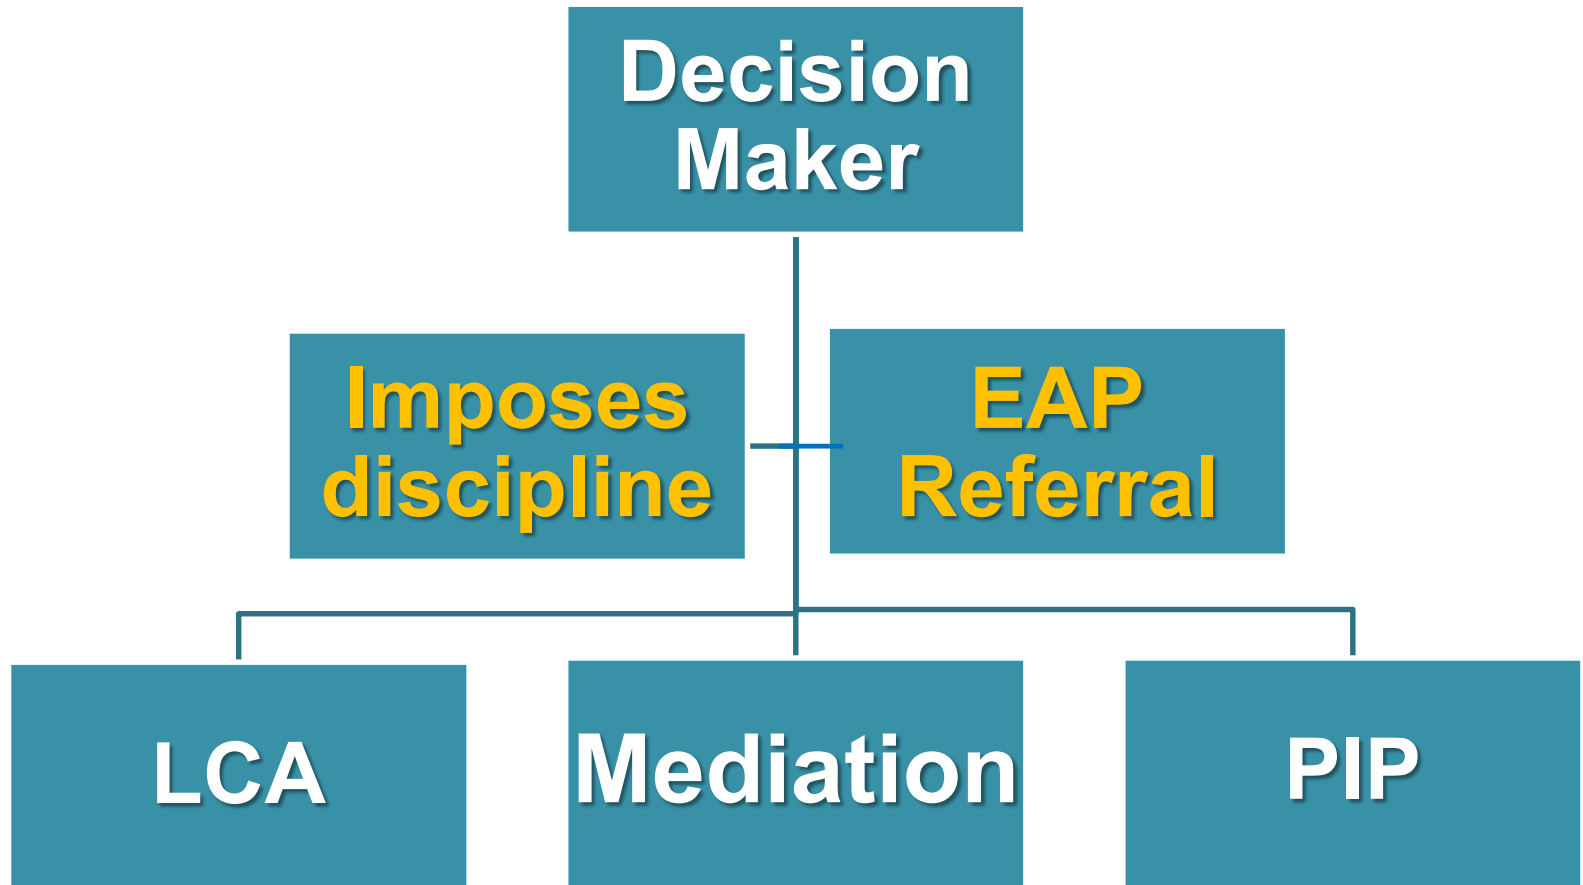 Decision
Maker
Imposes
discipline
EAP
Referral
LCA
Mediation
PIP